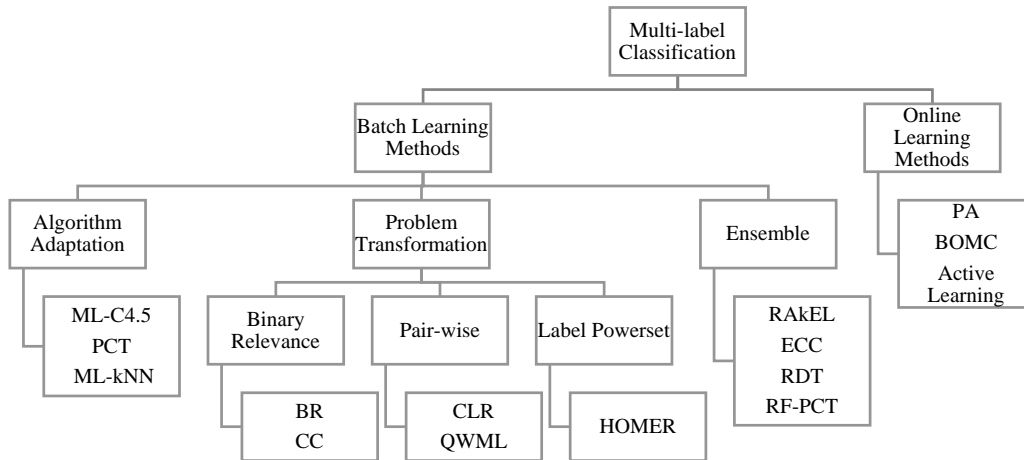 Multi-label
Classification
Batch Learning
Methods
Online
Learning
Methods
Algorithm
Adaptation
Problem
Transformation
Ensemble
PA
BOMC
Active
Learning
ML-C4.5
PCT
ML-kNN
Binary
Relevance
Pair-wise
Label Powerset
RAkEL
ECC
RDT
RF-PCT
BR
CC
CLR
QWML
HOMER